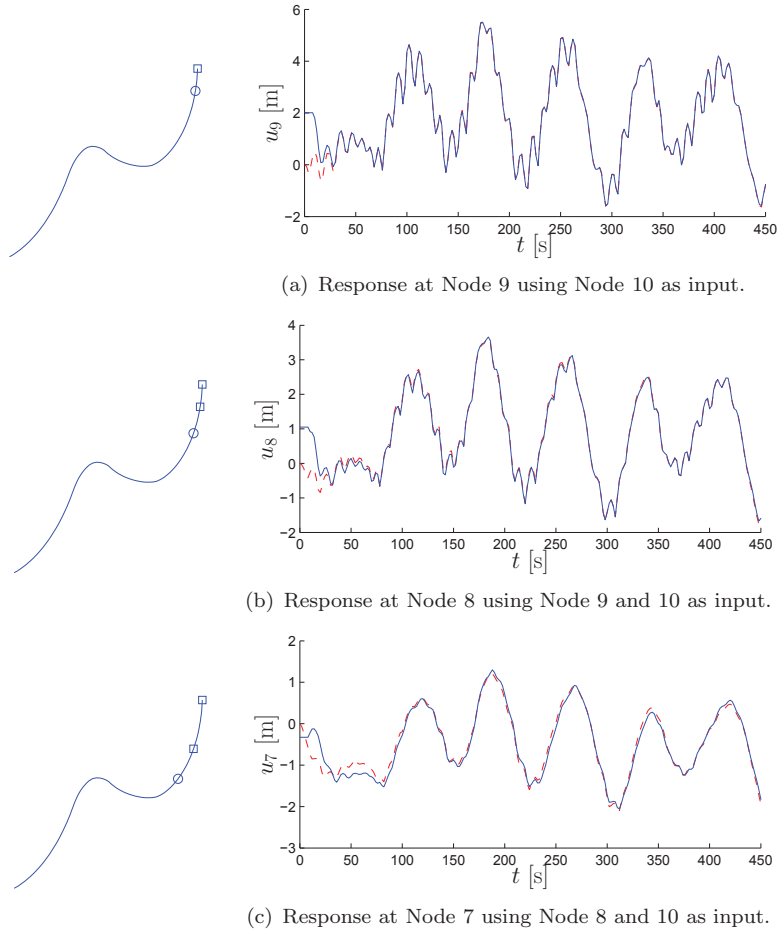 6
4
2
0
−2
u9 [m]
0 50 100 150 200 250 300 350 400 450
t [s]
(a) Response at Node 9 using Node 10 as input.
4
3
2
1
0
−1
−2
u8 [m]
0 50 100 150 200 250 300 350 400 450
t [s]
(b) Response at Node 8 using Node 9 and 10 as input.
2
1
0
−1
−2
−3
u7 [m]
0 50 100 150 200 250 300 350 400 450
t [s]
(c) Response at Node 7 using Node 8 and 10 as input.